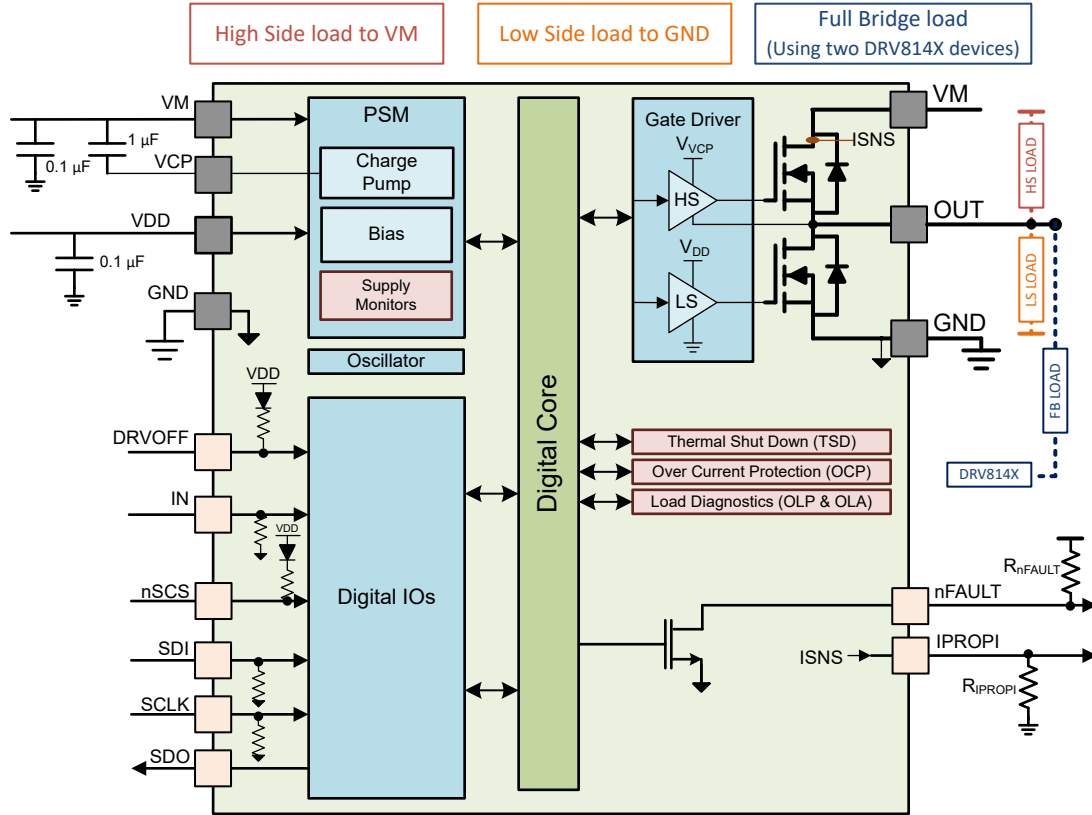 High Side load to VM
Low Side load to GND
Full Bridge load
(Using two DRV814X devices)
VM
1 µF
0.1 µF
VCP
VDD
0.1 µF
GND
PSM
Charge
Pump
Bias
Supply
Monitors
Oscillator
VDD
DRVOFF
IN
VDD
nSCS
SDI
SCLK
SDO
Digital IOs
Digital Core
Gate Driver
VVCP
HS
VDD
LS
ISNS
VM
OUT
GND
HS LOAD
LS LOAD
FB LOAD
DRV814X
Thermal Shut Down (TSD)
Over Current Protection (OCP)
Load Diagnostics (OLP & OLA)
RnFAULT
nFAULT
ISNS
IPROPI
RIPROPI